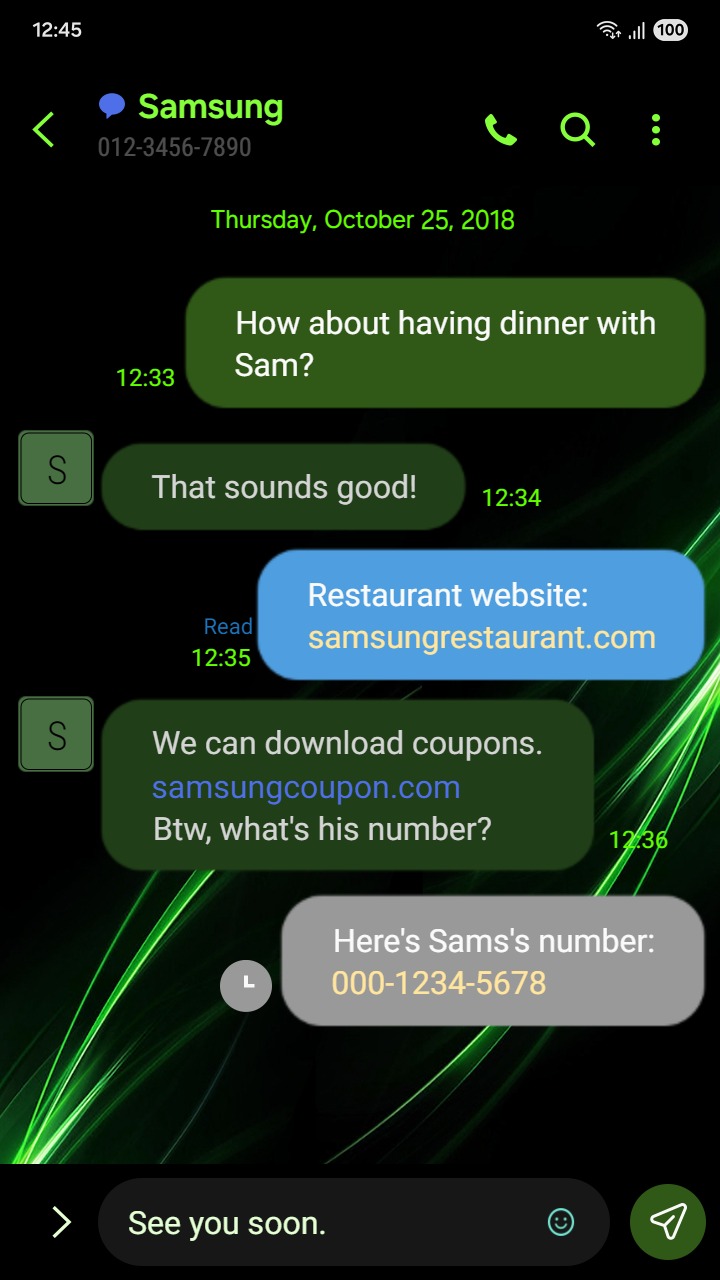 12:45
100
Samsung
012-3456-7890
Thursday, October 25, 2018
How about having dinner with
Sam?
12:33
S
That sounds good!
12:34
Restaurant website:
samsungrestaurant.com
Read
12:35
S
We can download coupons.
samsungcoupon.com
Btw, what's his number?
12:36
Here's Sams's number:
000-1234-5678
See you soon.